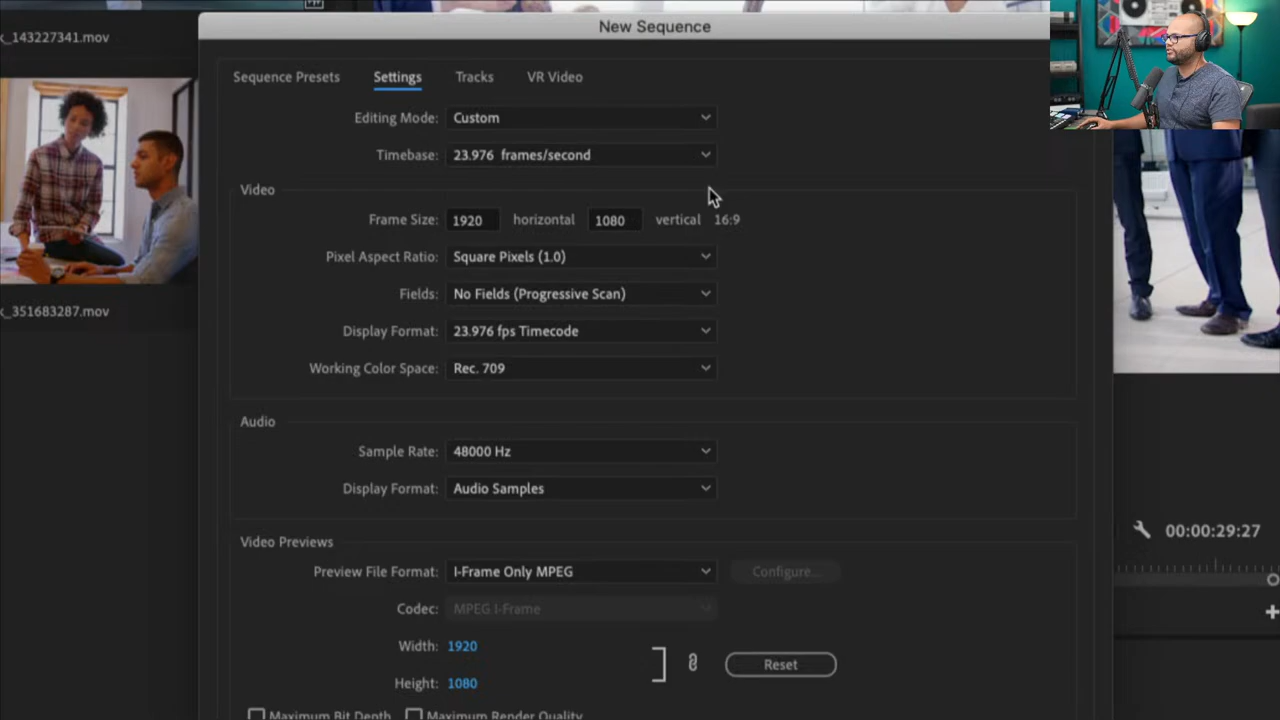 New Sequence
k_143227341.mov
Sequence Presets Settings Tracks VR Video
Editing Mode: Custom
Timebase: 23.976 frames/second
Video
Frame Size: 1920 horizontal 1080 vertical 16:9
Pixel Aspect Ratio: Square Pixels (1.0)
Fields: No Fields (Progressive Scan)
k_351683287.mov
Display Format: 23.976 fps Timecode
Working Color Space: Rec. 709
Audio
Sample Rate: 48000 Hz
Display Format: Audio Samples
00:00:29:27
Video Previews
Preview File Format: I-Frame Only MPEG Configure...
Codec: MPEG I-Frame
Width: 1920
Reset
Height: 1080
Maximum Bit Depth Maximum Render Quality